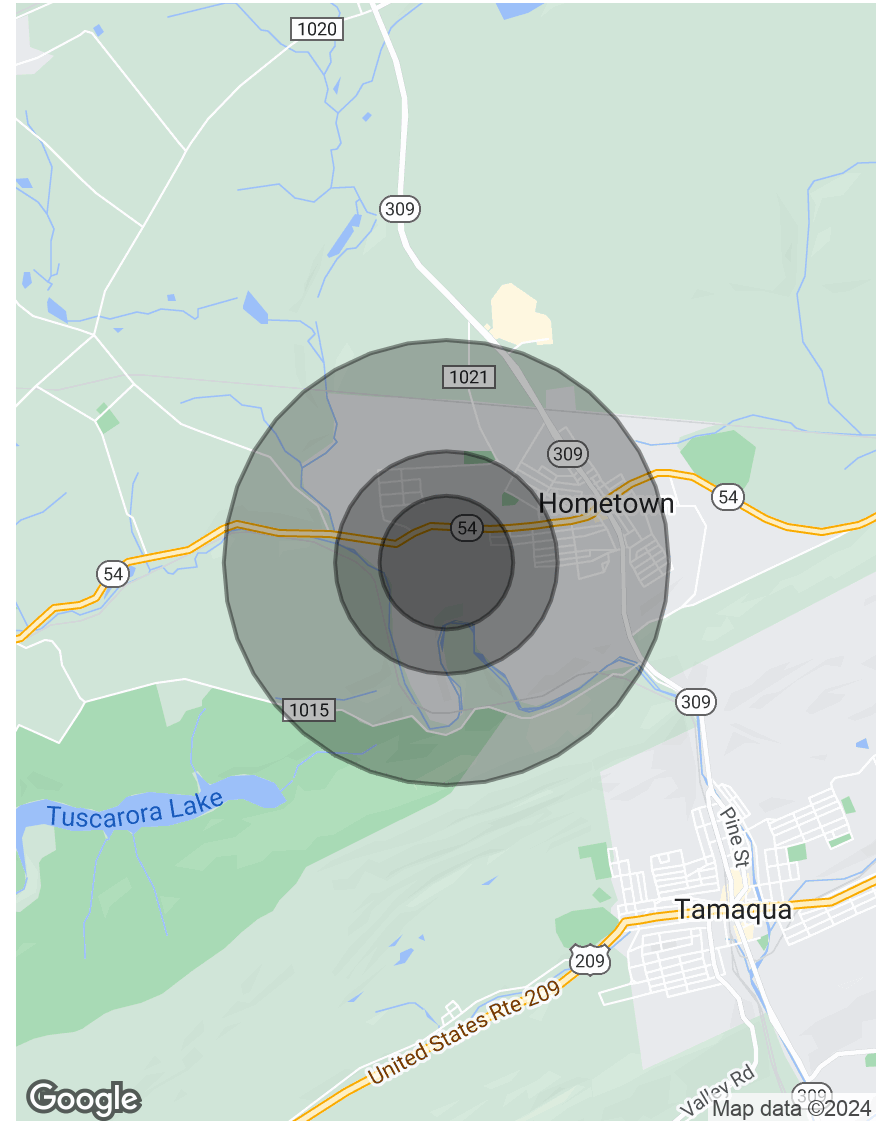 1020
309
1021
309
Hometown
54
54
54
1015
309
Tuscarora Lake
Pine St
Tamaqua
209
United States Rte 209
Valley Rd
309
Google
Map data ©2024